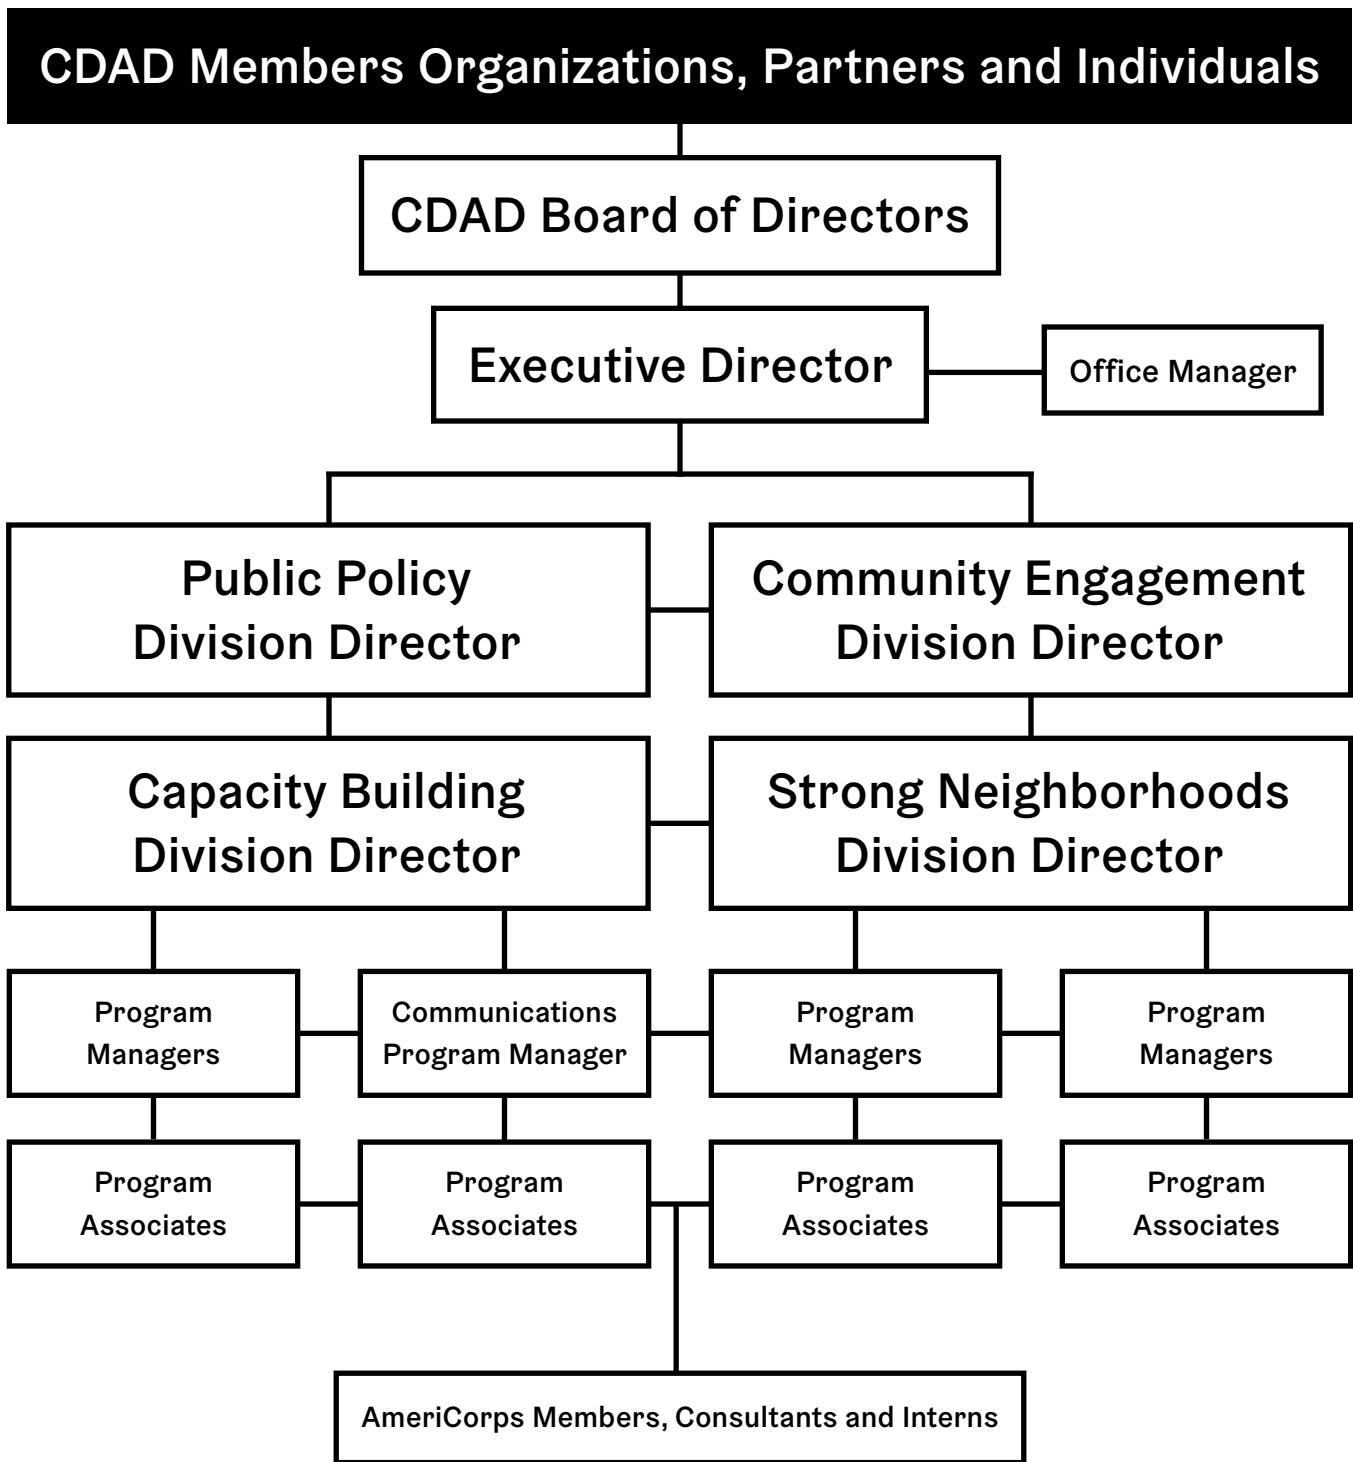 CDAD Members Organizations, Partners and Individuals
CDAD Board of Directors
Executive Director
Office Manager
Public Policy
Division Director
Community Engagement
Division Director
Capacity Building
Division Director
Strong Neighborhoods
Division Director
Program
Managers
Communications
Program Manager
Program
Managers
Program
Managers
Program
Associates
Program
Associates
Program
Associates
Program
Associates
AmeriCorps Members, Consultants and Interns